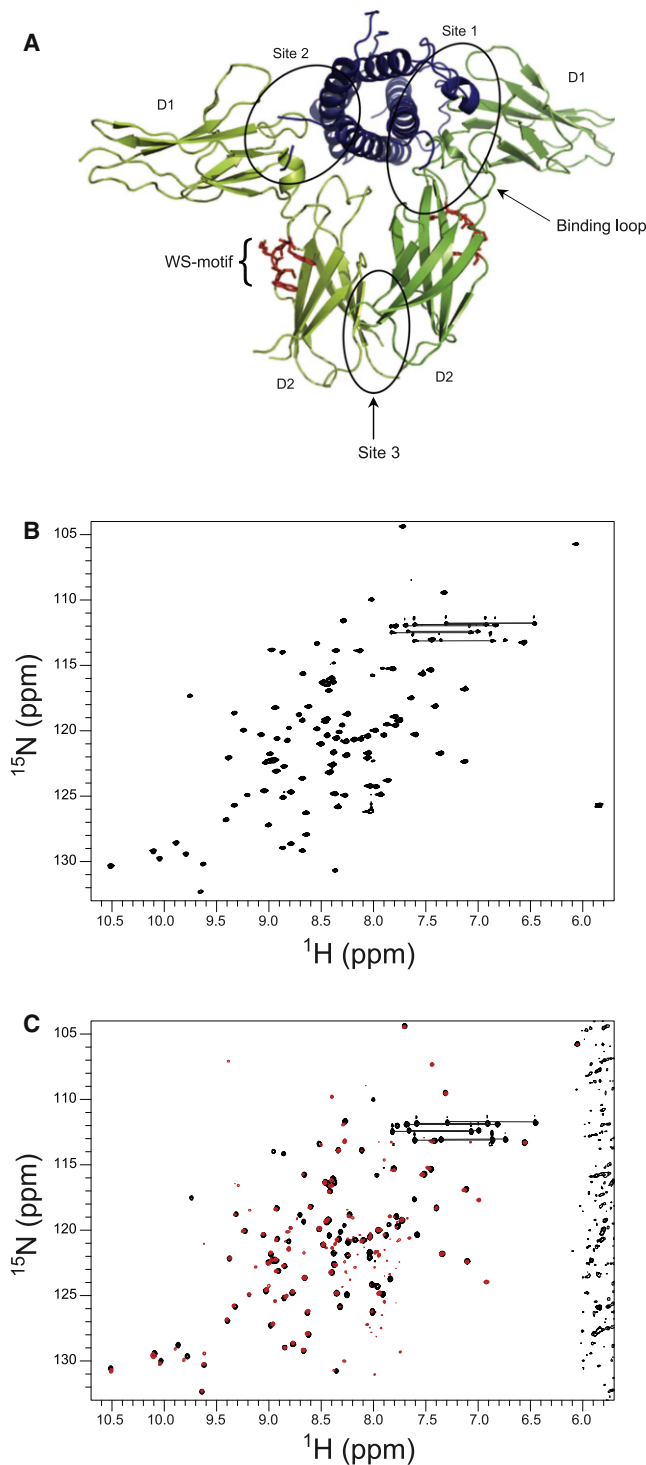 A
Site 2
Site 1
D1
D1
Binding loop
WS-motif {
D2
D2
Site 3
B
105
110
115
120
125
130
15N (ppm)
10.5 10.0 9.5 9.0 8.5 8.0 7.5 7.0 6.5 6.0
1H (ppm)
C
105
110
115
120
125
130
15N (ppm)
10.5 10.0 9.5 9.0 8.5 8.0 7.5 7.0 6.5 6.0
1H (ppm)